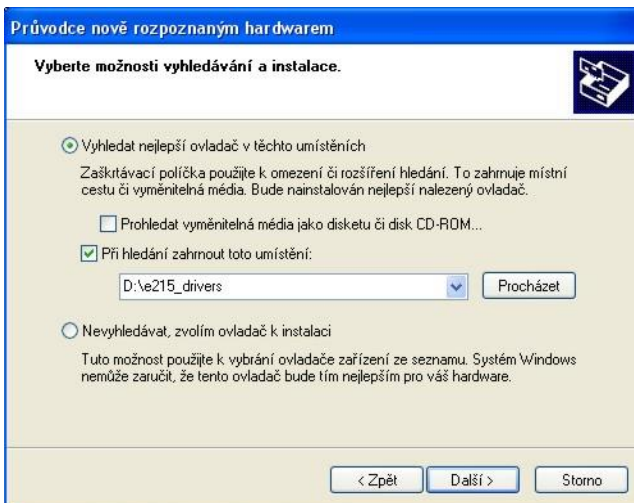 Průvodce nově rozpoznaným hardwarem
Vyberte možnosti vyhledávání a instalace.
Vyhledat nejlepší ovladač v těchto umístěních
Zaškrtávací políčka použijte k omezení či rozšíření hledání. To zahrnuje místní
cestu či vyměnitelná média. Bude nainstalován nejlepší nalezený ovladač.
Prohledat vyměnitelná média jako disketu či disk CD-ROM...
Při hledání zahrnout toto umístění:
D:\e215_drivers
Procházet
Nevyhledávat, zvolím ovladač k instalaci
Tuto možnost použijte k vybrání ovladače zařízení ze seznamu. Systém Windows
nemůže zaručit, že tento ovladač bude tím nejlepším pro váš hardware.
< Zpět
Další >
Storno